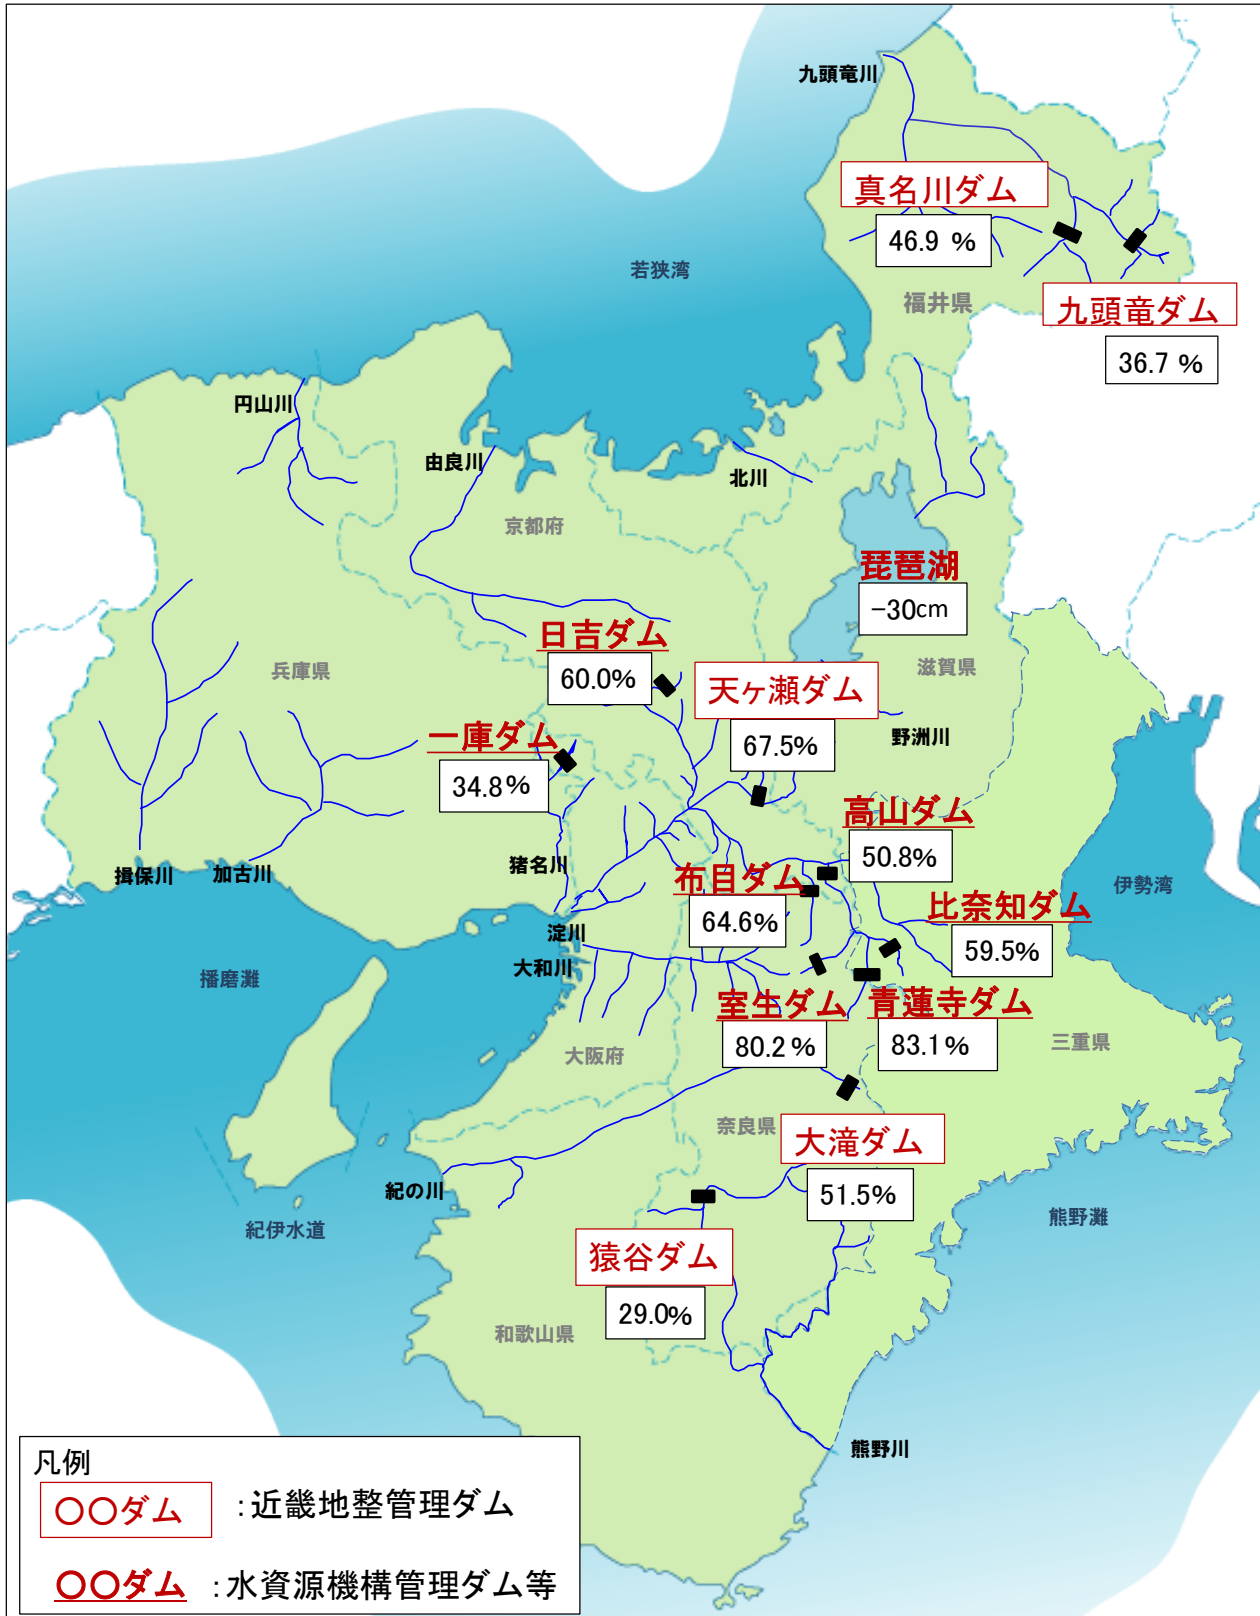 九頭竜川
真名川ダム
46.9 %
若狭湾
福井県
九頭竜ダム
36.7 %
円山川
由良川
北川
京都府
琵琶湖
-30cm
日吉ダム
60.0%
兵庫県
滋賀県
天ヶ瀬ダム
67.5%
野洲川
一庫ダム
34.8%
高山ダム
50.8%
揖保川
加古川
猪名川
布目ダム
64.6%
伊勢湾
比奈知ダム
59.5%
淀川
大和川
播磨灘
室生ダム
80.2%
青蓮寺ダム
83.1%
大阪府
三重県
奈良県
大滝ダム
51.5%
紀の川
紀伊水道
熊野灘
猿谷ダム
29.0%
和歌山県
熊野川
凡例
〇〇ダム :近畿地整管理ダム
〇〇ダム :水資源機構管理ダム等